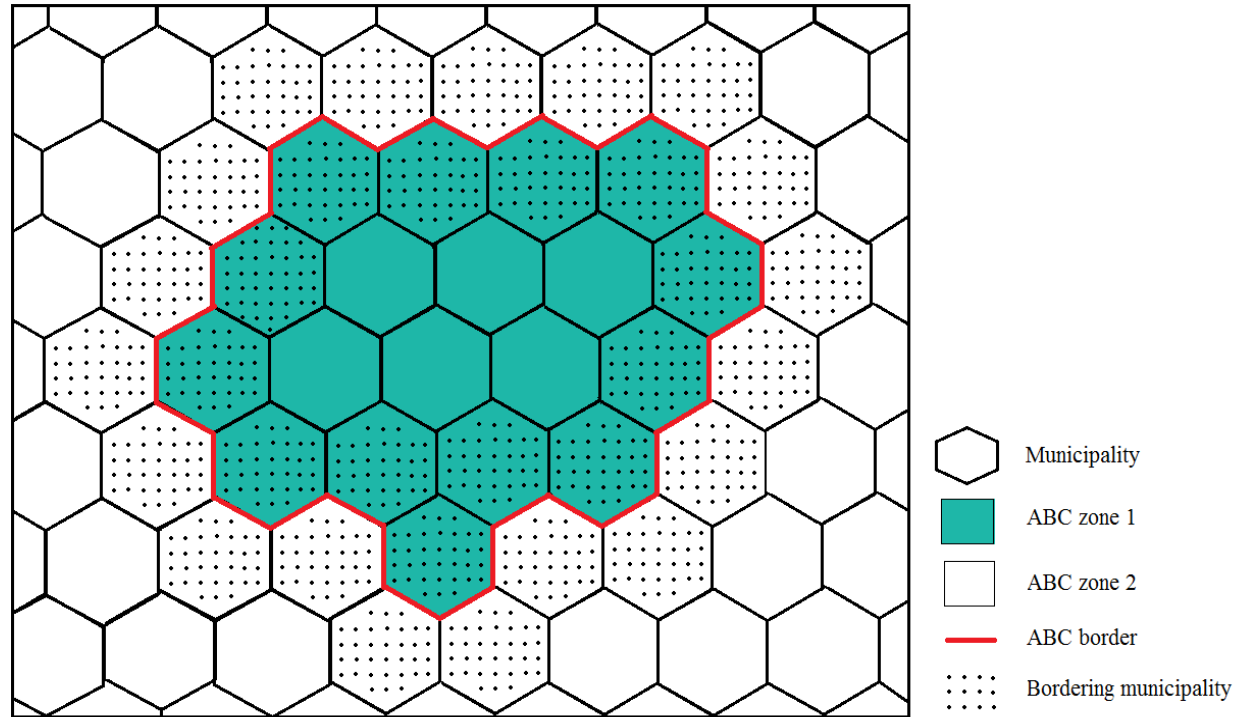 Municipality
ABC zone 1
ABC zone 2
ABC border
Bordering municipality